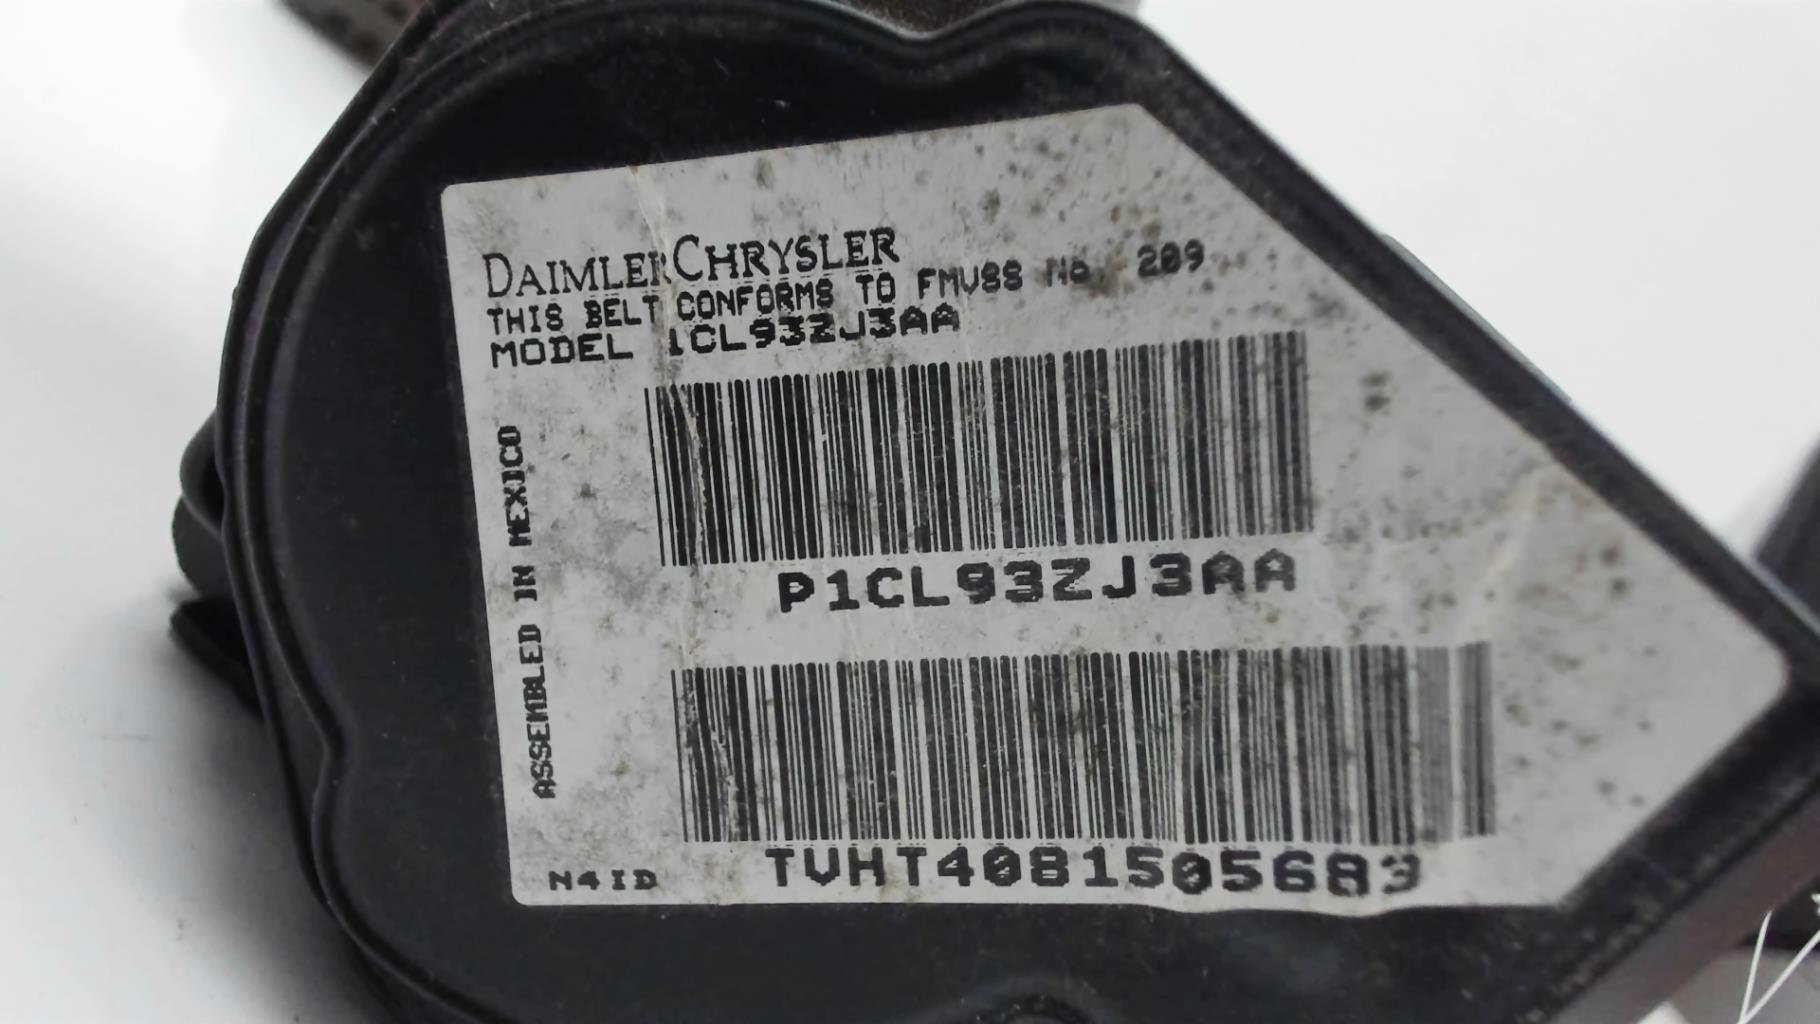 DAIMLERCHRYSLER
THIS BELT CONFORMS TO FMVSS No. 209
MODEL 1CL93ZJ3AA
P1CL93ZJ3AA
ASSEMBLED IN MEXICO
TVHT4081505683
N4ID